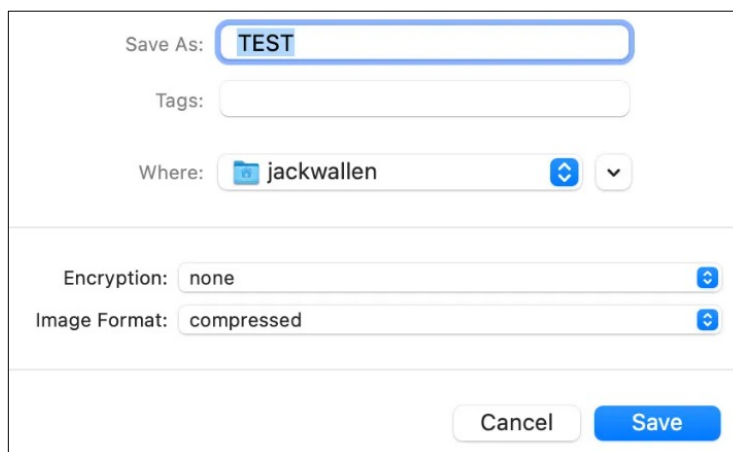 Save As: TEST
Tags:
Where: jackwallen
Encryption: none
Image Format: compressed
Cancel Save